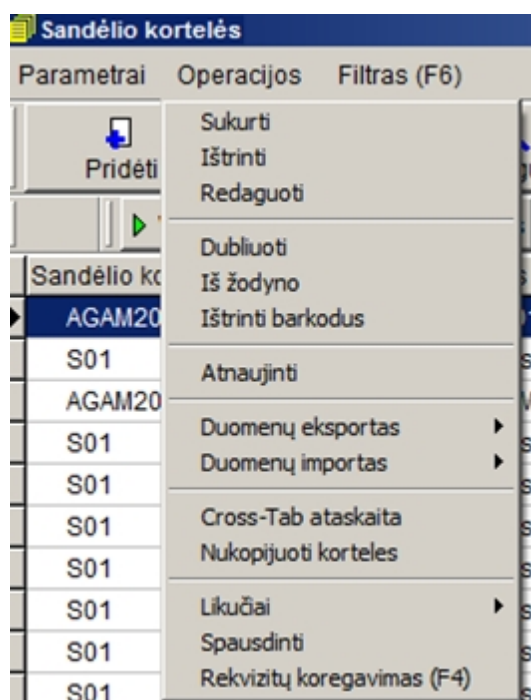 Sandėlio kortelės
Parametrai Operacijos Filtras (F6)
Pridėti
Sukurti
Ištrinti
Redaguoti
Dubliuoti
Iš žodyno
Ištrinti barkodus
Atnaujinti
Duomenų eksportas
Duomenų importas
Cross-Tab ataskaita
Nukopijuoti korteles
Likučiai
Spausdinti
Rekvizitų koregavimas (F4)
Sandėlio
AGAM20
S01
AGAM20
S01
S01
S01
S01
S01
S01
S01